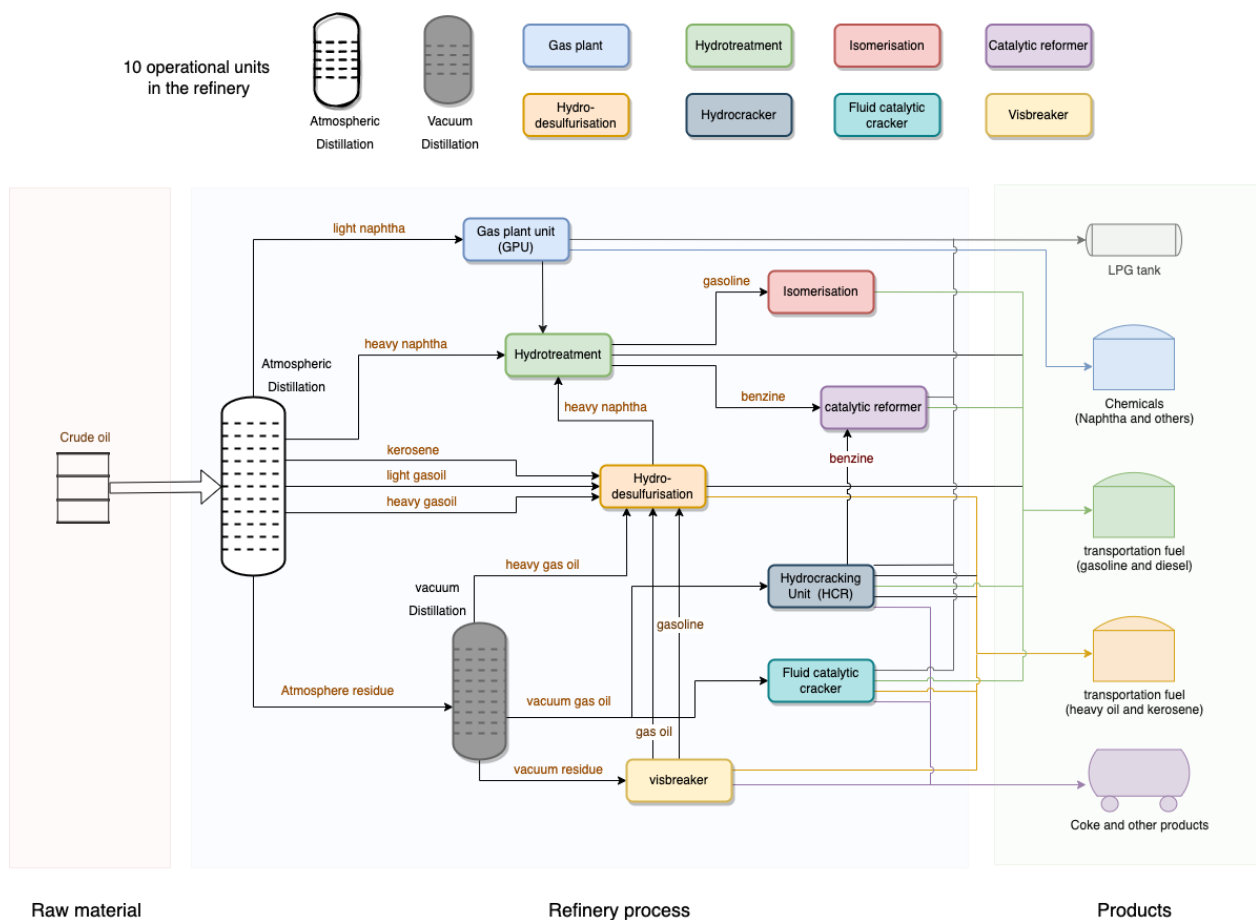 10 operational units
in the refinery
Atmospheric
Distillation
Vacuum
Distillation
Gas plant
Hydrotreatment
Isomerisation
Catalytic reformer
Hydro-
desulfurisation
Hydrocracker
Fluid catalytic
cracker
Visbreaker
light naphtha
Gas plant unit
(GPU)
LPG tank
gasoline
Isomerisation
heavy naphtha
Hydrotreatment
Atmospheric
Distillation
benzine
catalytic reformer
Chemicals
(Naphtha and others)
heavy naphtha
Crude oil
kerosene
light gasoil
heavy gasoil
Hydro-
desulfurisation
benzine
transportation fuel
(gasoline and diesel)
heavy gas oil
vacuum
Distillation
Hydrocracking
Unit (HCR)
gasoline
Atmosphere residue
vacuum gas oil
Fluid catalytic
cracker
transportation fuel
(heavy oil and kerosene)
gas oil
vacuum residue
visbreaker
Coke and other products
Raw material
Refinery process
Products